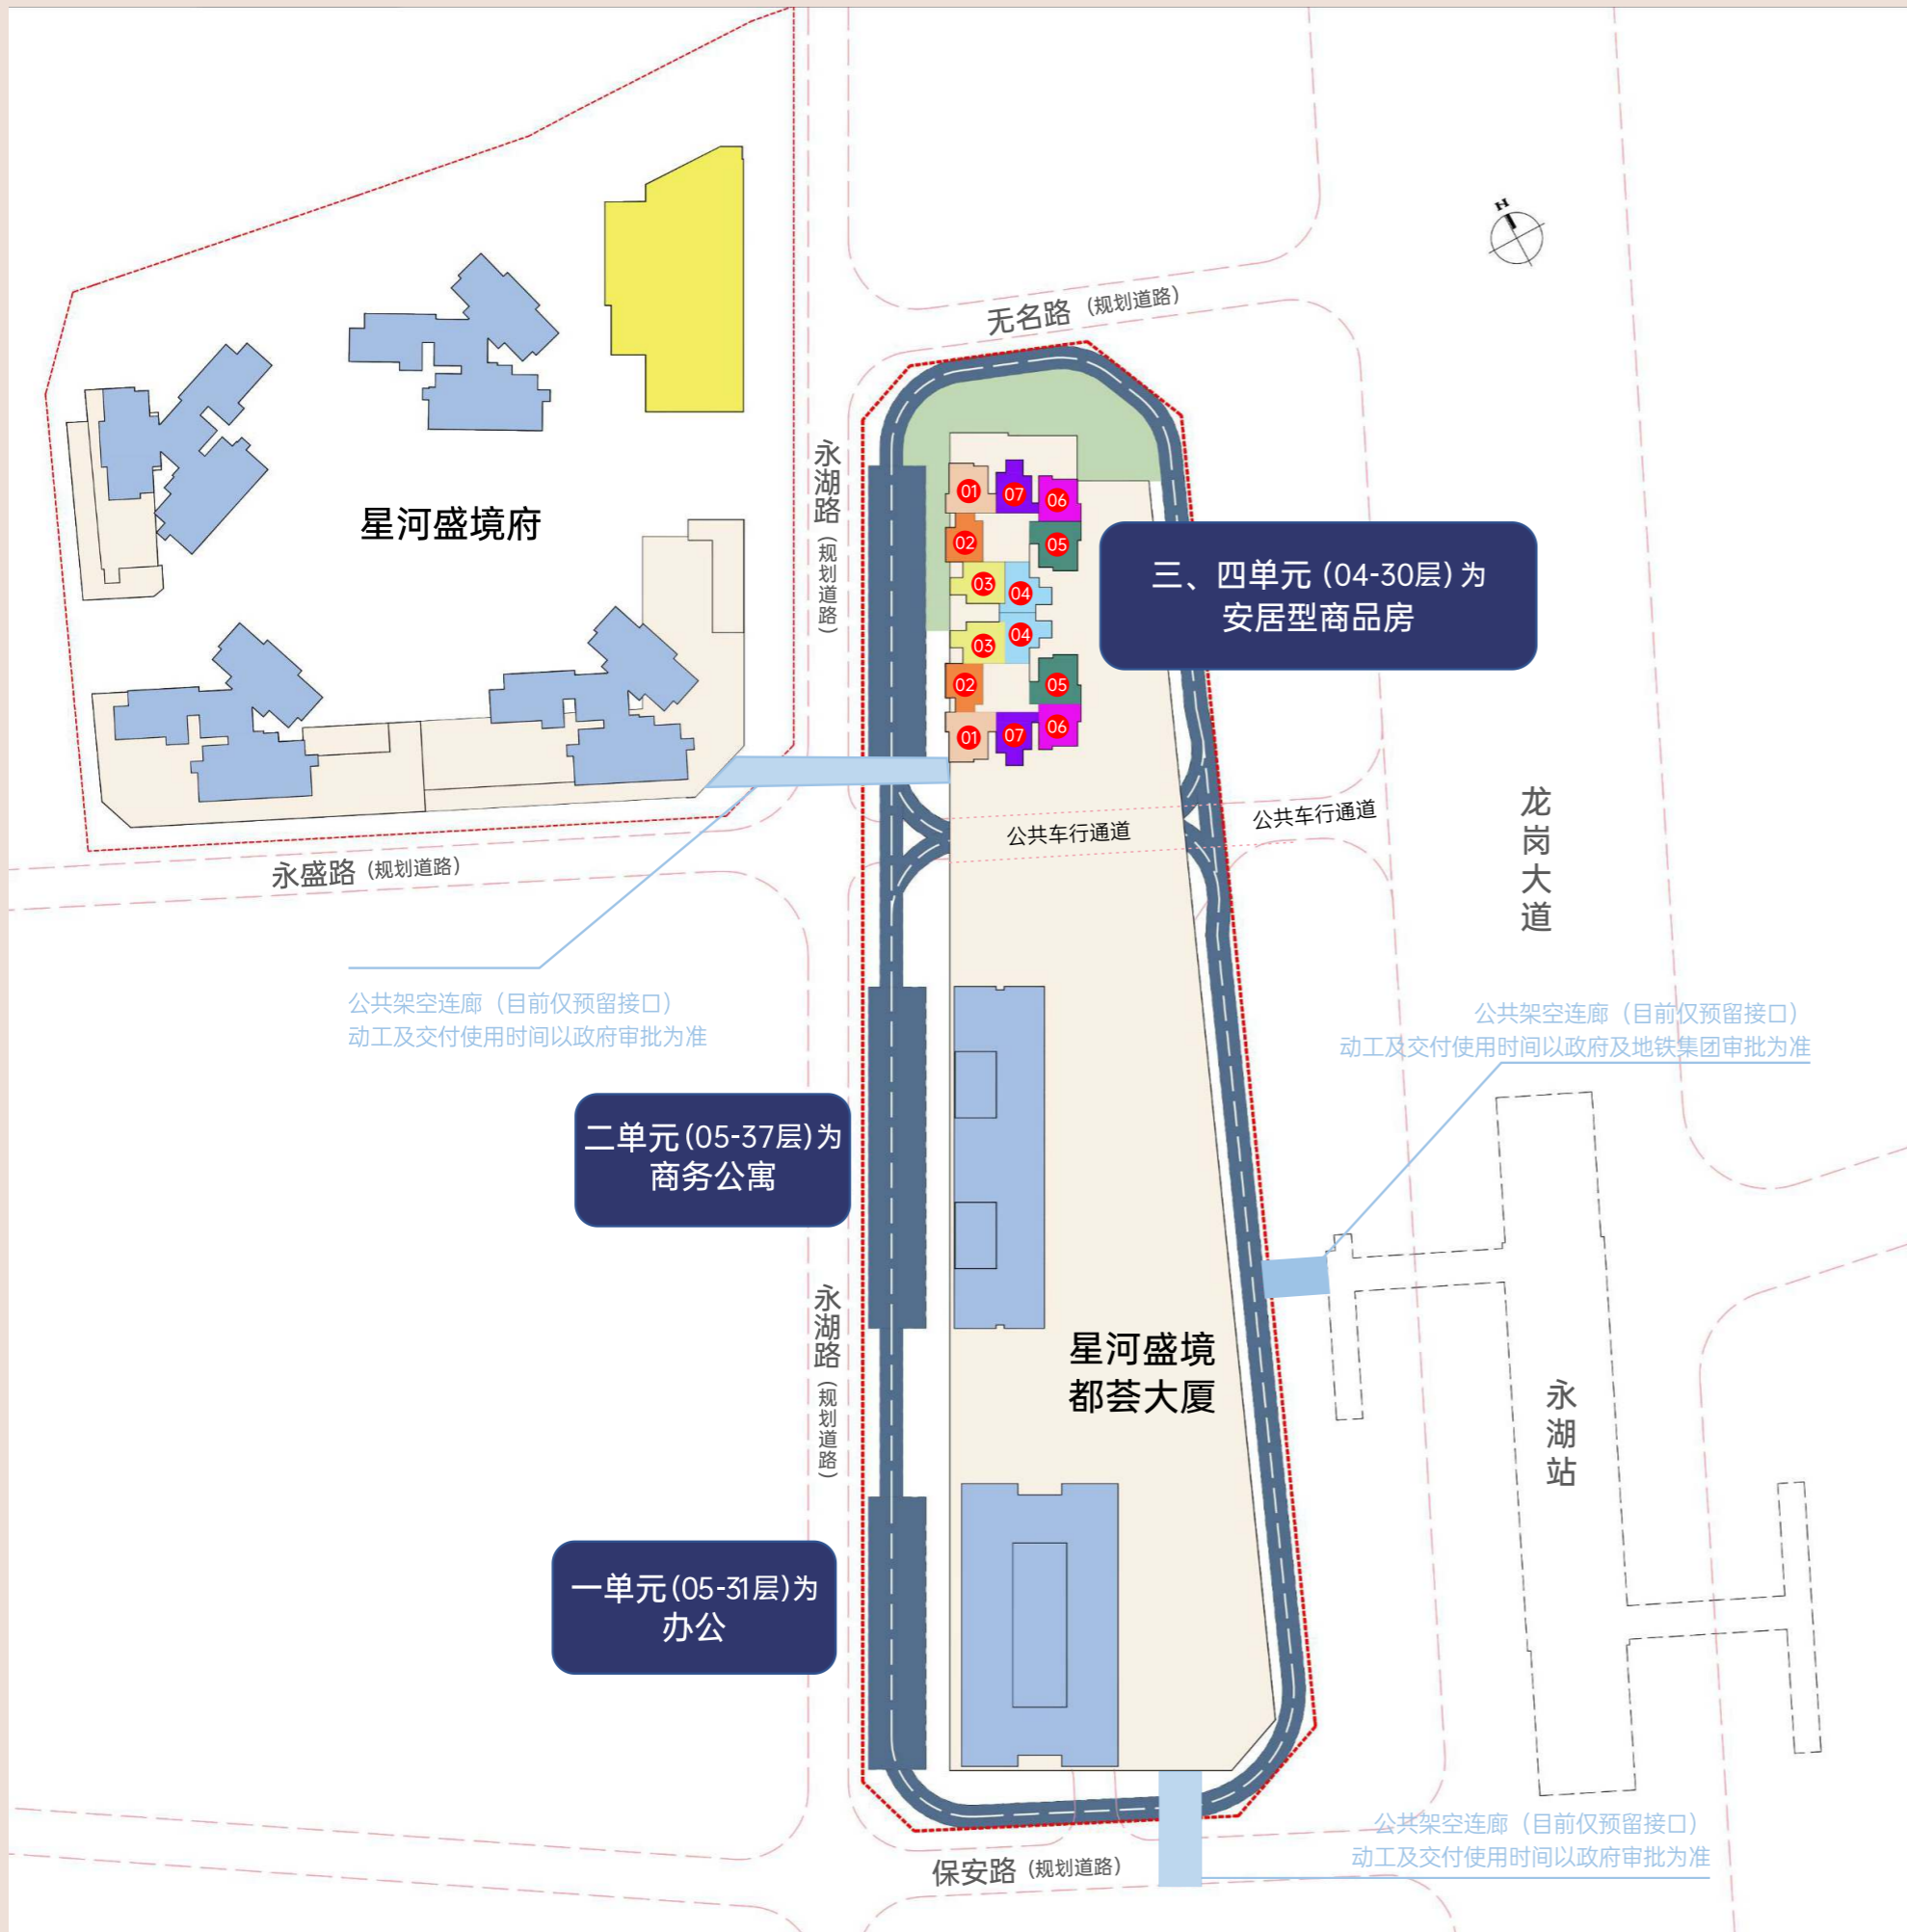 N
无名路（规划道路）
永湖路（规划道路）
星河盛境府
01
07
06
02
05
03
04
03
04
02
05
01
07
06
三、四单元（04-30层）为
安居型商品房
公共车行通道
公共车行通道
龙岗大道
永盛路（规划道路）
公共架空连廊（目前仅预留接口）
动工及交付使用时间以政府审批为准
公共架空连廊（目前仅预留接口）
动工及交付使用时间以政府及地铁集团审批为准
二单元(05-37层)为
商务公寓
永湖路（规划道路）
星河盛境
都荟大厦
永湖站
一单元(05-31层)为
办公
公共架空连廊（目前仅预留接口）
动工及交付使用时间以政府审批为准
保安路（规划道路）